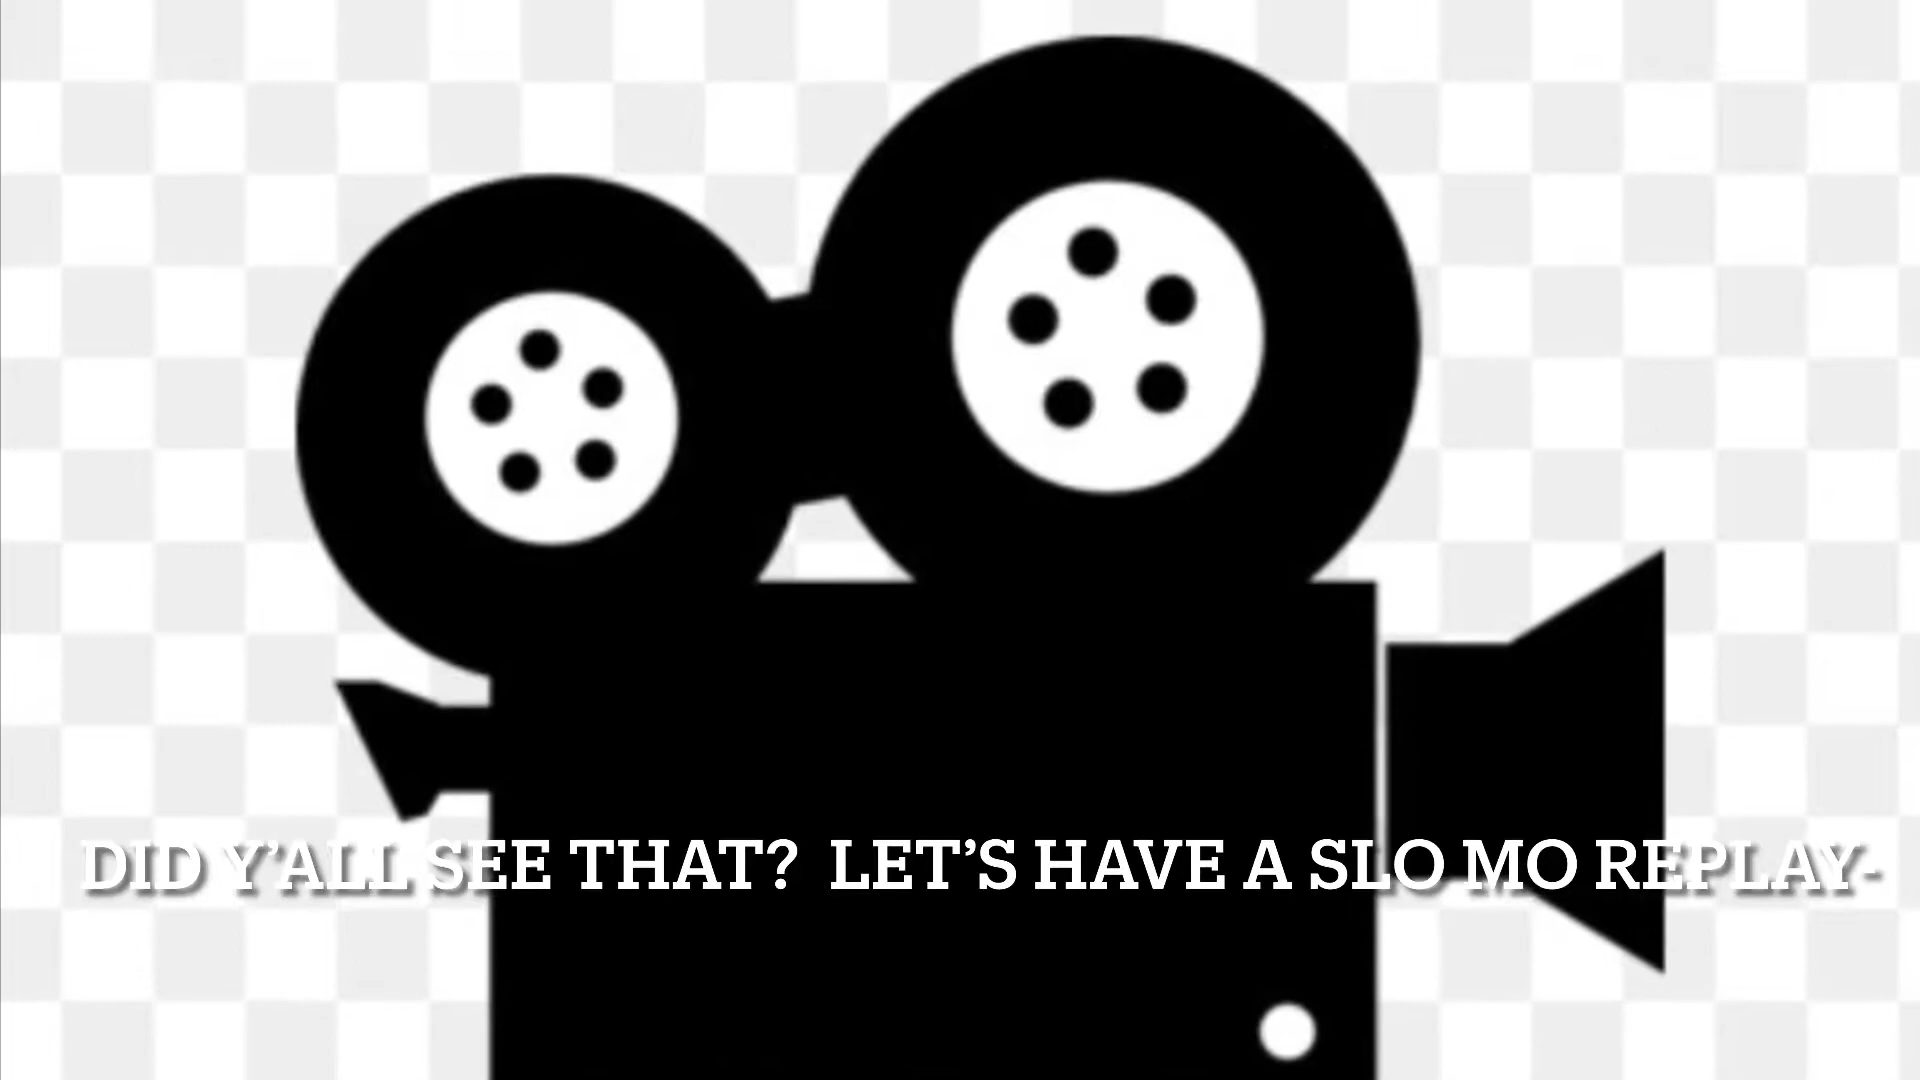 DID Y’ALL SEE THAT?  LET’S HAVE A SLO MO REPLAY-